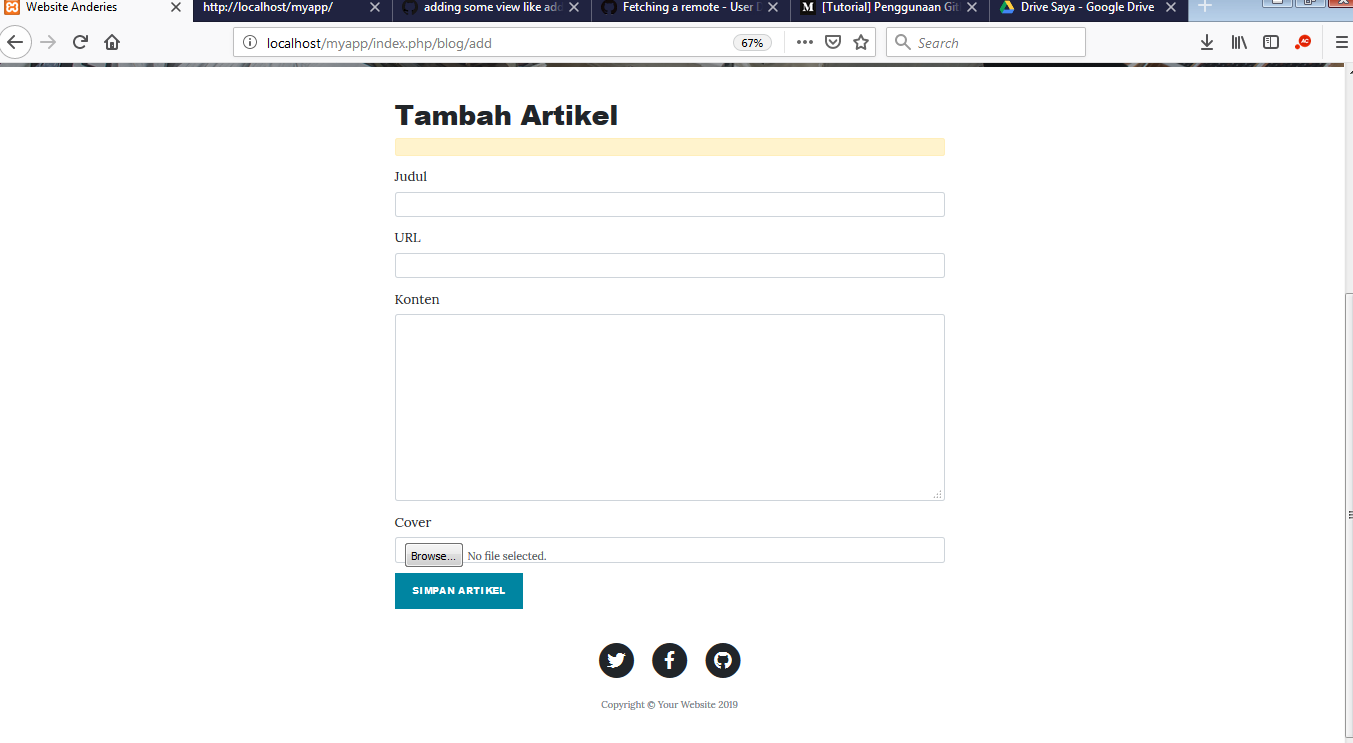 Website Anderies
http://localhost/myapp/
adding some view like add
Fetching a remote - User D
[Tutorial] Penggunaan Git
Drive Saya - Google Drive
localhost/myapp/index.php/blog/add
67%
Search
Tambah Artikel
Judul
URL
Konten
Cover
Browse... No file selected.
SIMPAN ARTIKEL
Copyright © Your Website 2019